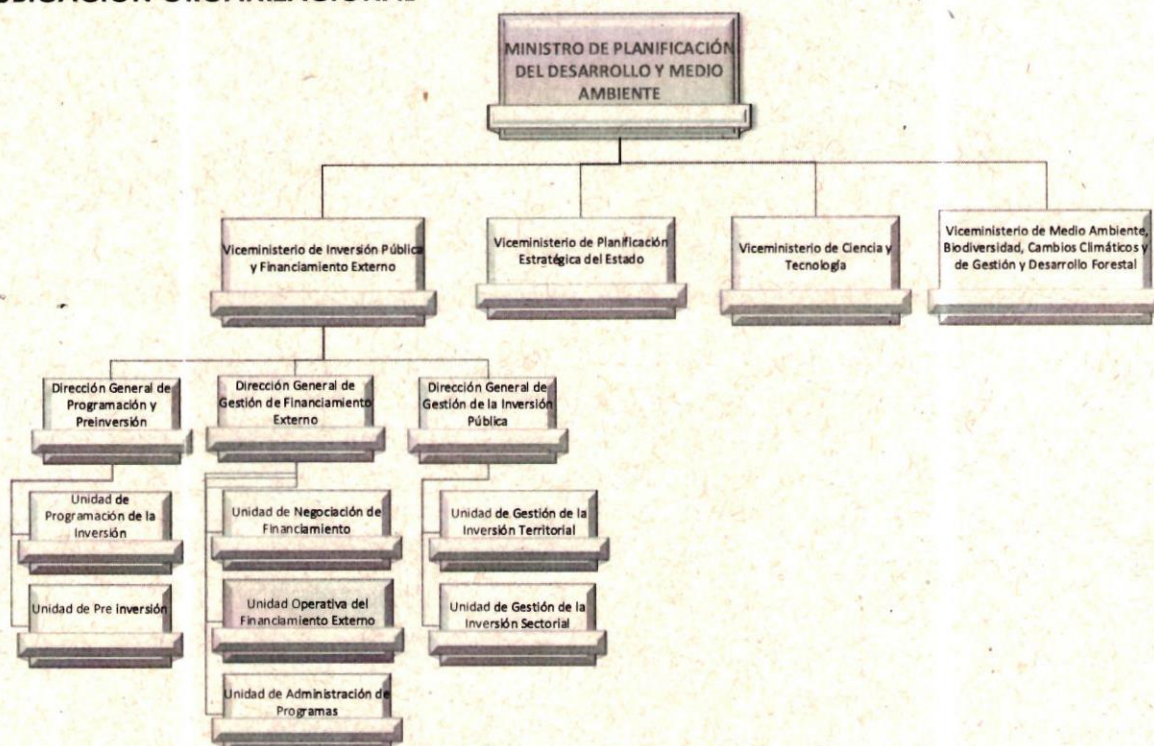 UBICACIÓN ORGANIZACIONAL
MINISTRO DE PLANIFICACIÓN
DEL DESARROLLO Y MEDIO
AMBIENTE
Viceministerio de Inversión Pública
y Financiamiento Externo
Viceministerio de Planificación
Estratégica del Estado
Viceministerio de Ciencia y
Tecnología
Viceministerio de Medio Ambiente,
Biodiversidad, Cambios Climáticos y
de Gestión y Desarrollo Forestal
Dirección General de
Programación y
Preinversión
Dirección General de
Gestión de Financiamiento
Externo
Dirección General de
Gestión de la Inversión
Pública
Unidad de
Programación de la
Inversión
Unidad de Negociación de
Financiamiento
Unidad de Gestión de la
Inversión Territorial
Unidad de Pre inversión
Unidad Operativa del
Financiamiento Externo
Unidad de Gestión de la
Inversión Sectorial
Unidad de Administración de
Programas